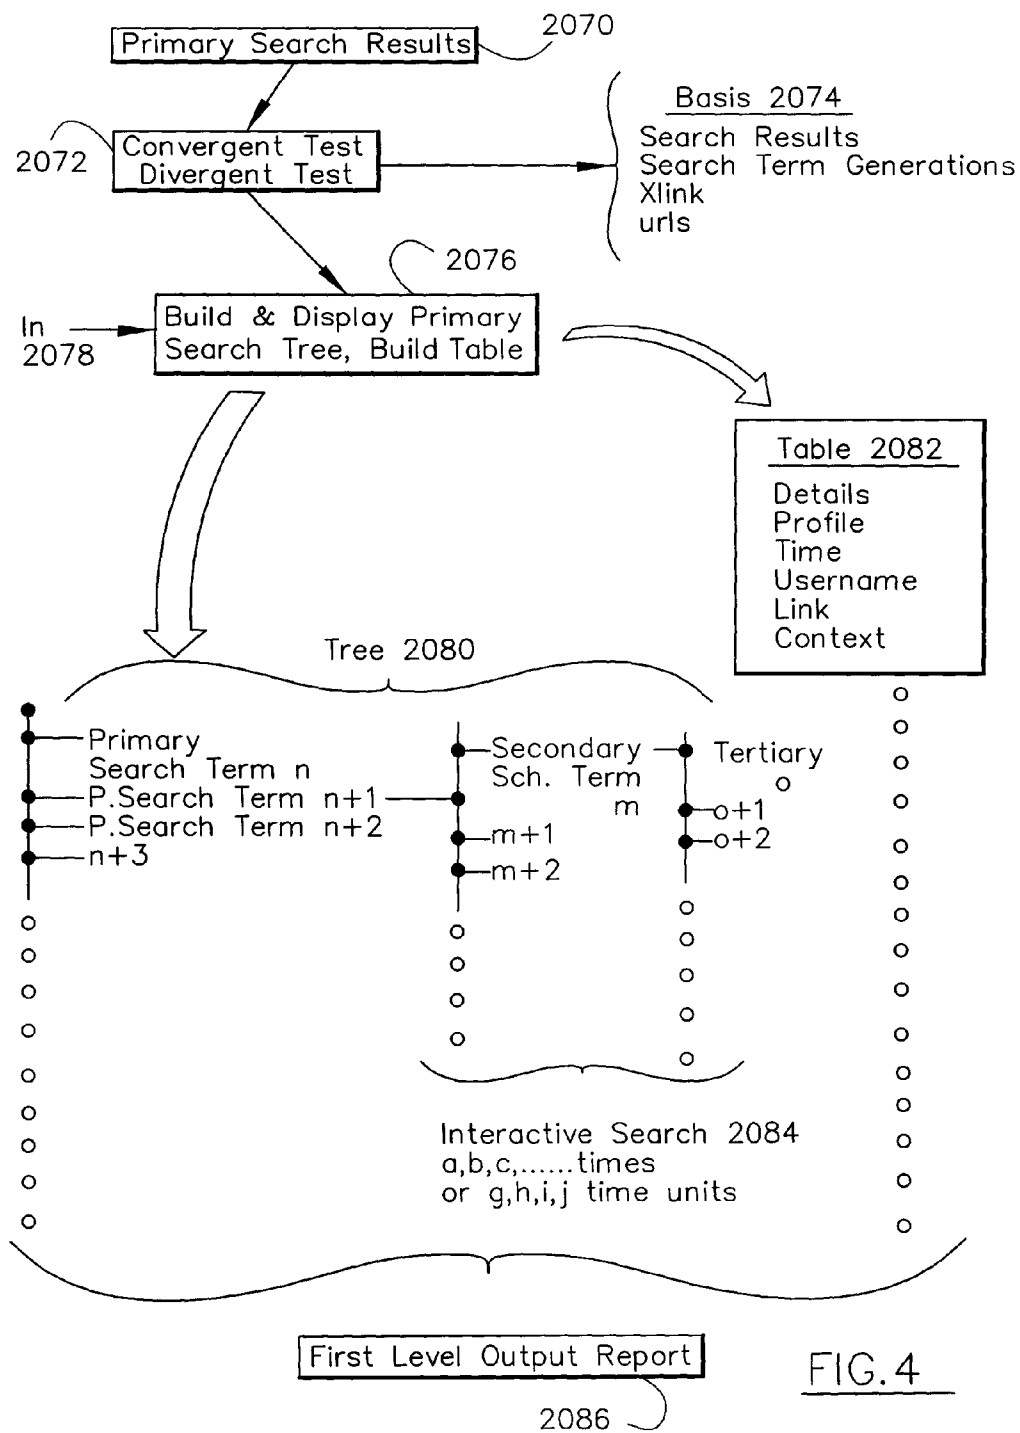 2070
Primary Search Results
Basis 2074
Search Results
Search Term Generations
Xlink
urls
2072
Convergent Test
Divergent Test
2076
In
2078
Build & Display Primary
Search Tree, Build Table
Table 2082
Details
Profile
Time
Username
Link
Context
Tree 2080
Primary
Search Term n
P.Search Term n+1
P.Search Term n+2
n+3
Secondary
Sch. Term
m
m+1
m+2
Tertiary
o
o+1
o+2
Interactive Search 2084
a,b,c,......times
or g,h,i,j time units
First Level Output Report
2086
FIG.4